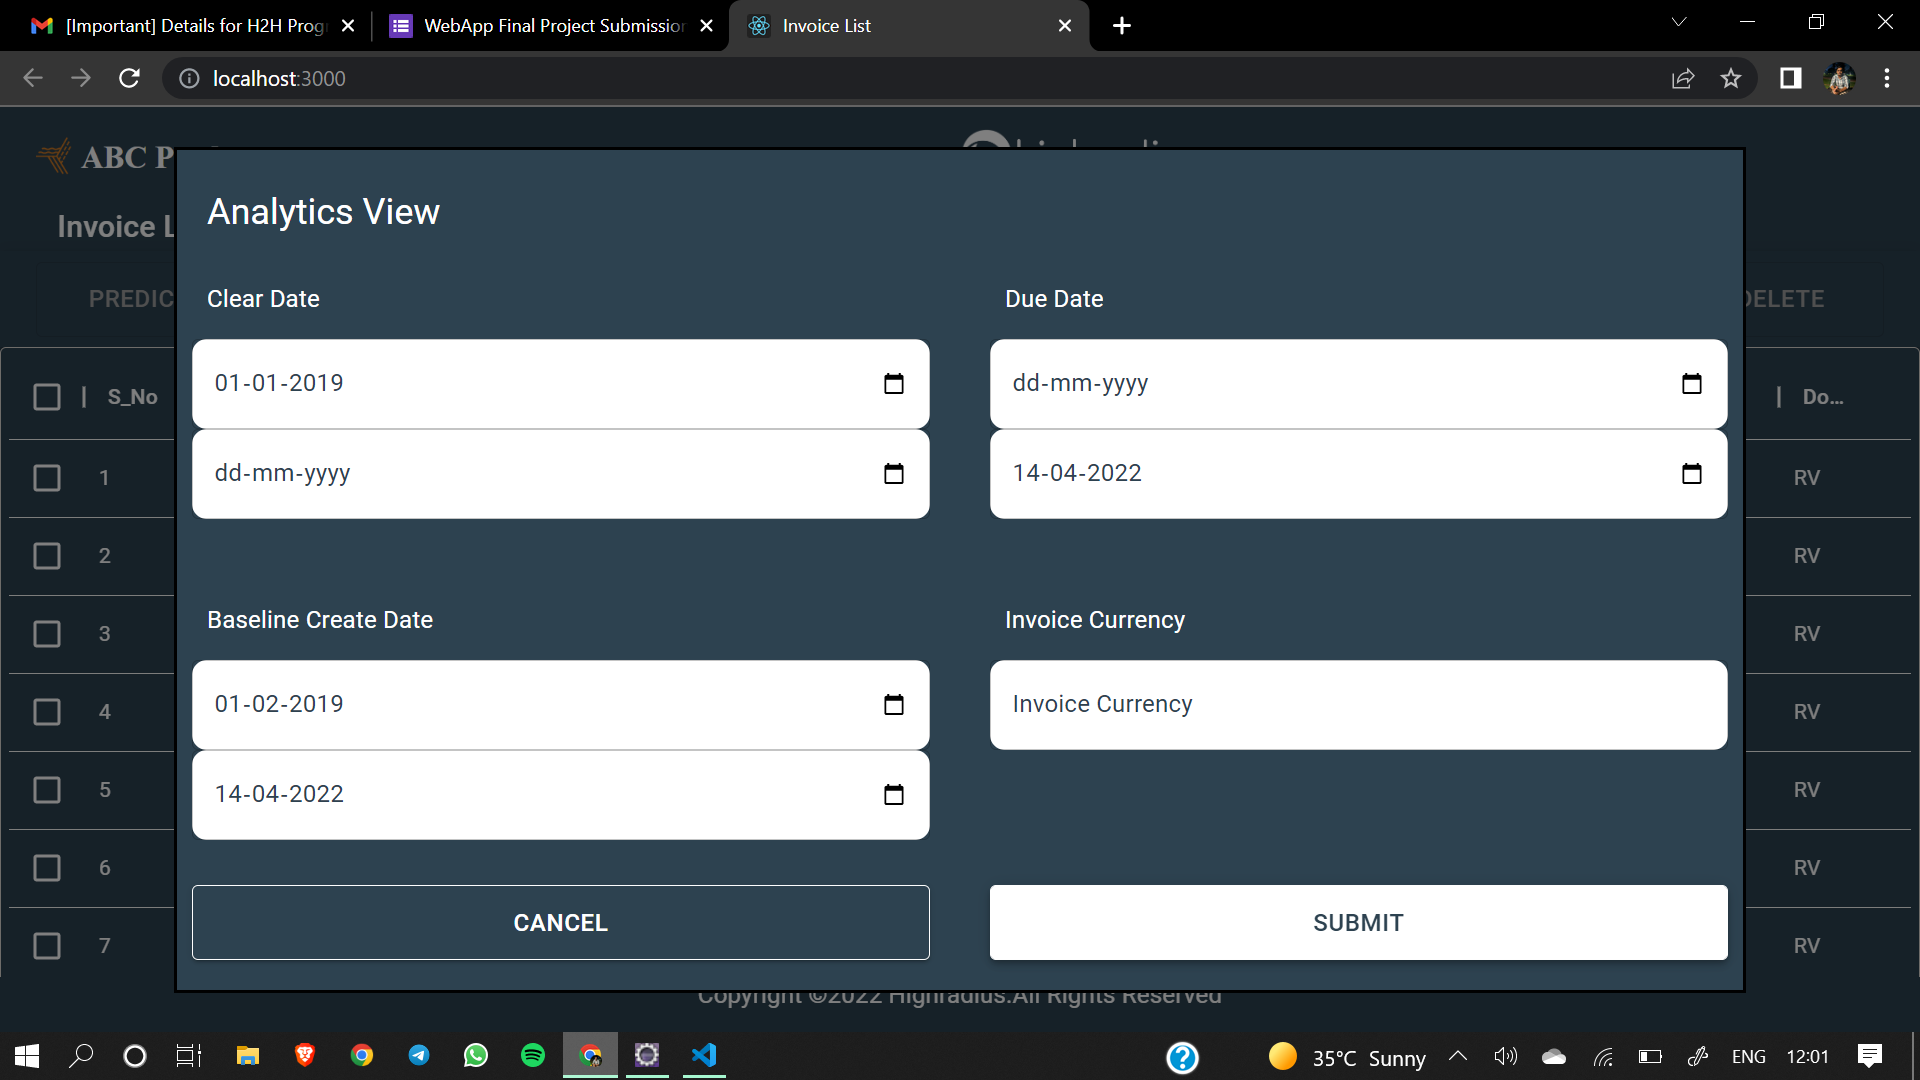 [Important] Details for H2H Prog
WebApp Final Project Submission
Invoice List
localhost:3000
ABC P
Invoice L
Analytics View
Clear Date
Due Date
PREDIC
DELETE
01-01-2019
dd-mm-yyyy
S_No
Do...
dd-mm-yyyy
14-04-2022
1
RV
2
RV
Baseline Create Date
Invoice Currency
3
RV
01-02-2019
Invoice Currency
4
RV
14-04-2022
5
RV
6
RV
CANCEL
SUBMIT
7
RV
Copyright ©2022 Highradius.All Rights Reserved
35°C Sunny
ENG
12:01